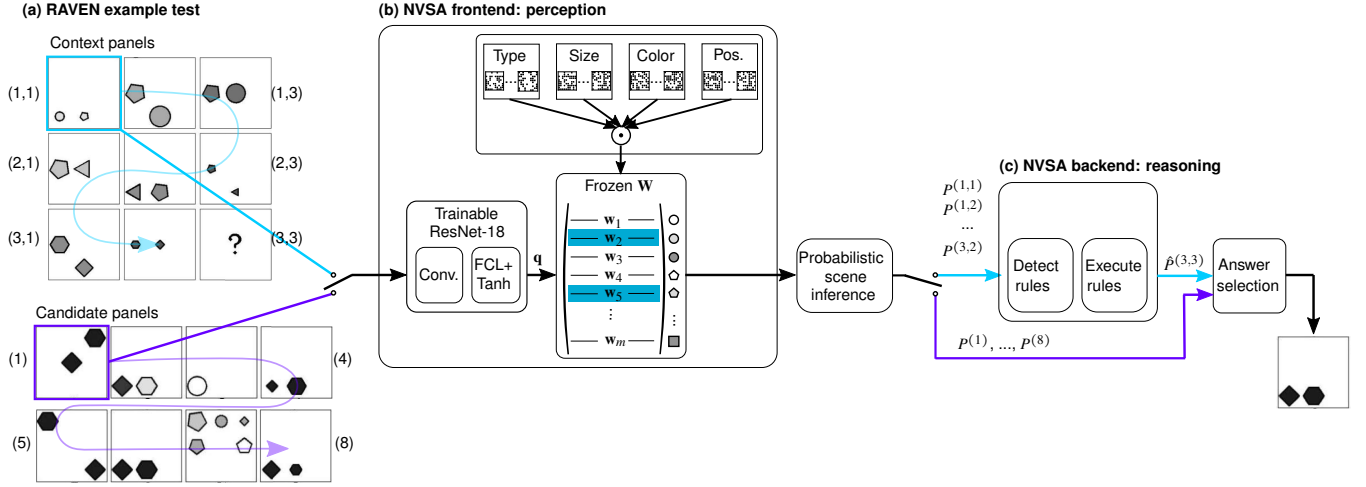 (a) RAVEN example test
Context panels
(1,1)
(1,3)
(2,1)
(2,3)
(3,1)
?
(3,3)
Candidate panels
(1)
(4)
(5)
(8)
(b) NVSA frontend: perception
Type
Size
Color
Pos.
... ... ... ...
Trainable
ResNet-18
Conv.
FCL+
Tanh
q
Frozen W
w1
w2
w3
w4
w5
⋮ ⋮
wm
Probabilistic
scene
inference
(c) NVSA backend: reasoning
P^(1,1)
P^(1,2)
...
P^(3,2)
Detect
rules
Execute
rules
P̂^(3,3)
Answer
selection
P^(1), ..., P^(8)